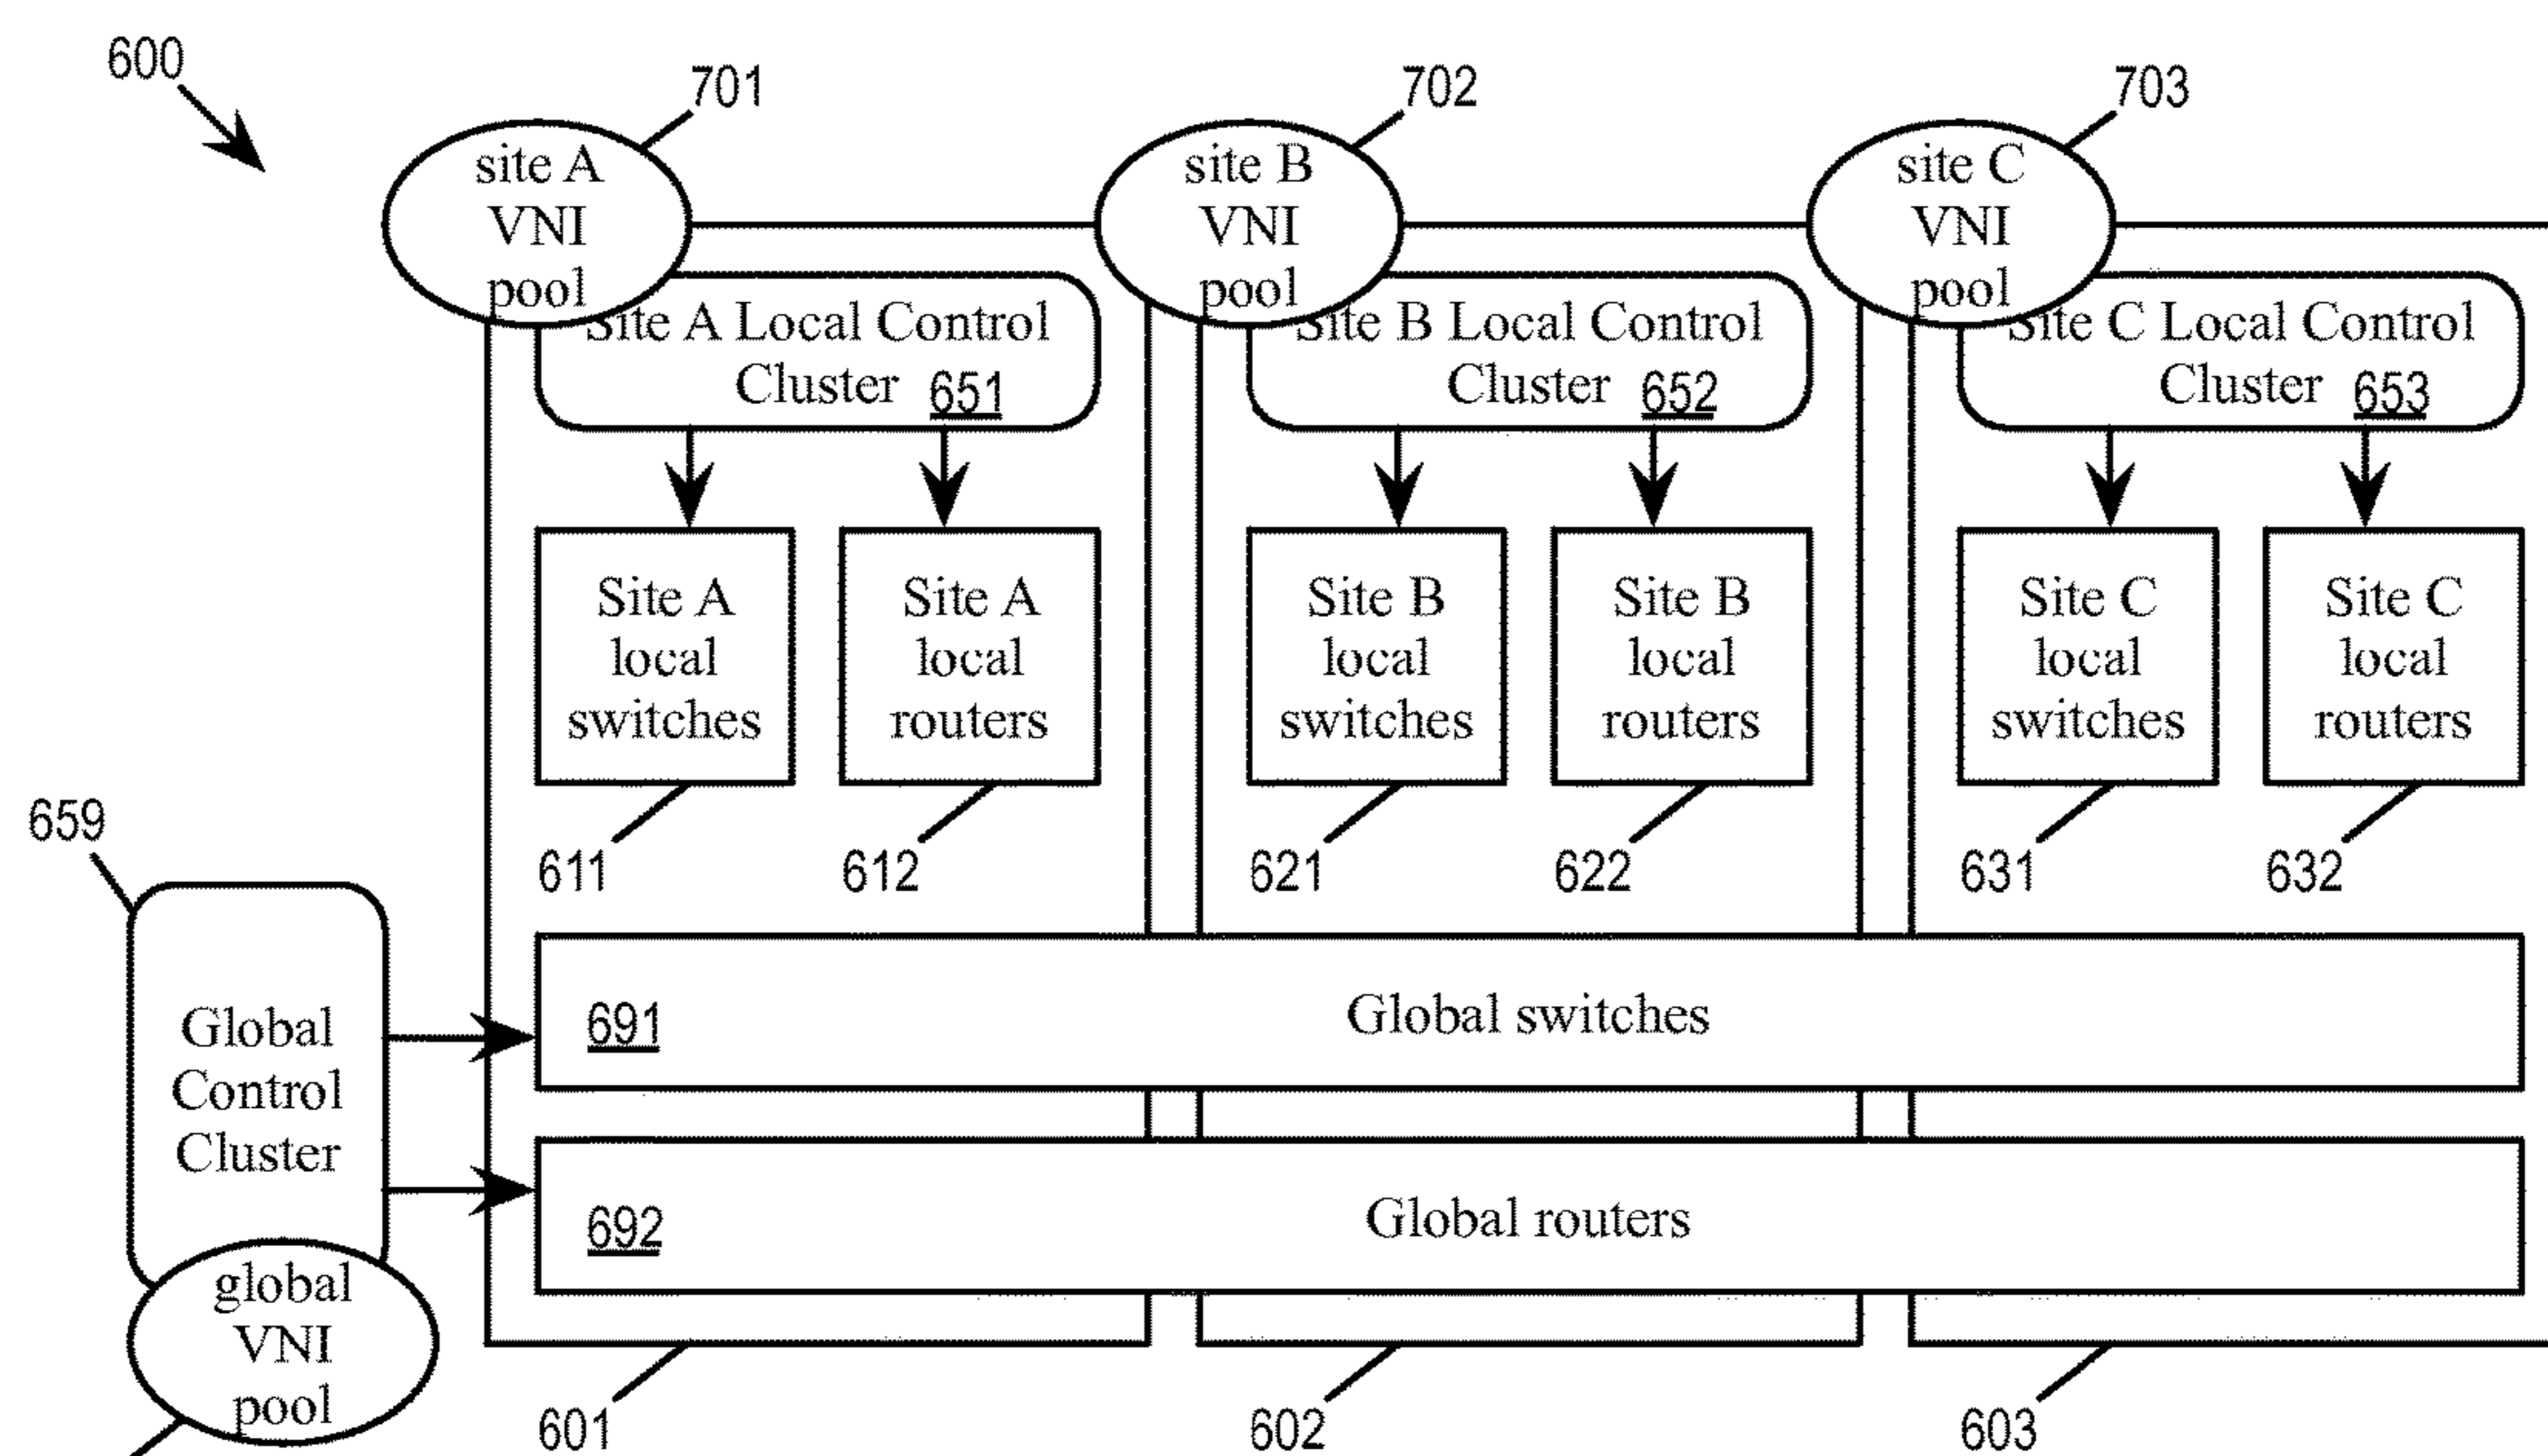 600
701
702
703
site A
VNI
pool
site B
VNI
pool
site C
VNI
pool
Site A Local Control
Cluster 651
Site B Local Control
Cluster 652
Site C Local Control
Cluster 653
Site A
local
switches
Site A
local
routers
Site B
local
switches
Site B
local
routers
Site C
local
switches
Site C
local
routers
611
612
621
622
631
632
659
Global
Control
Cluster
691
Global switches
692
Global routers
global
VNI
pool
601
602
603